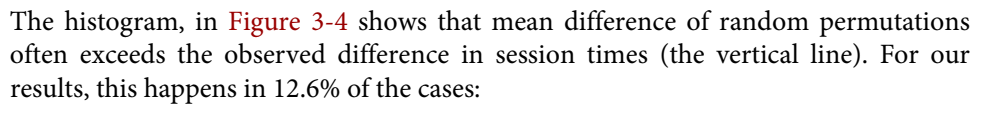 The histogram, in Figure 3-4 shows that mean difference of random permutations
often exceeds the observed difference in session times (the vertical line). For our
results, this happens in 12.6% of the cases: